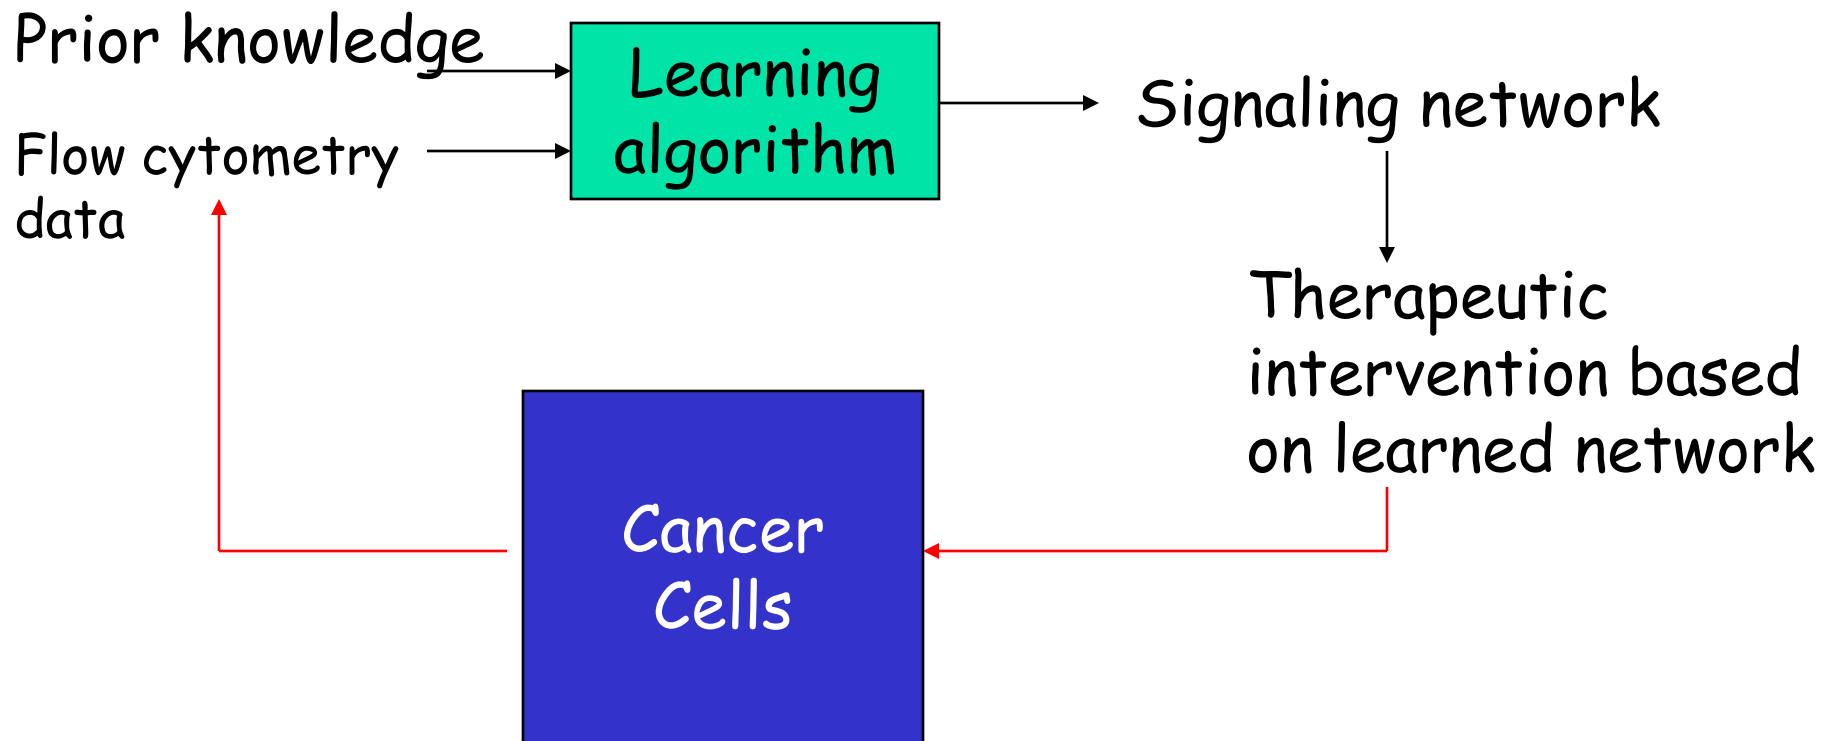 Prior knowledge
Flow cytometry
data
Learning
algorithm
Signaling network
Therapeutic
intervention based
on learned network
Cancer
Cells